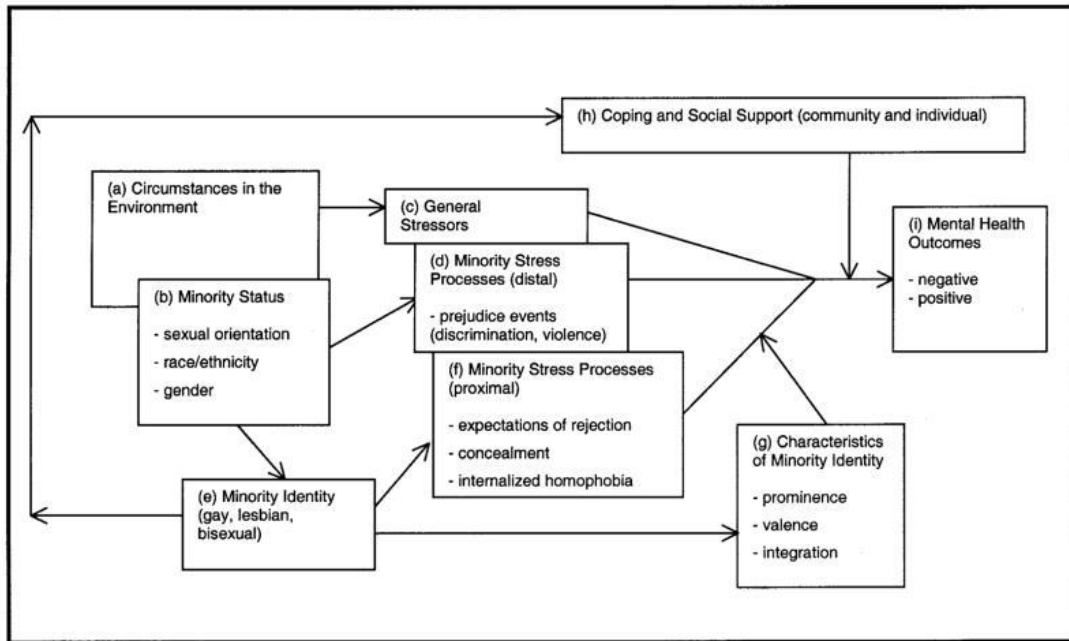 (h) Coping and Social Support (community and individual)
(a) Circumstances in the
Environment
(c) General
Stressors
(i) Mental Health
Outcomes
- negative
- positive
(d) Minority Stress
Processes (distal)
- prejudice events
(discrimination, violence)
(b) Minority Status
- sexual orientation
- race/ethnicity
- gender
(f) Minority Stress Processes
(proximal)
- expectations of rejection
- concealment
- internalized homophobia
(g) Characteristics
of Minority Identity
- prominence
- valence
- integration
(e) Minority Identity
(gay, lesbian,
bisexual)